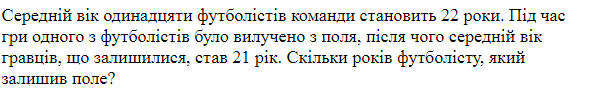 Середній вік одинадцяти футболістів команди становить 22 роки. Під час
гри одного з футболістів було вилучено з поля, після чого середній вік
гравців, що залишилися, став 21 рік. Скільки років футболісту, який
залишив поле?